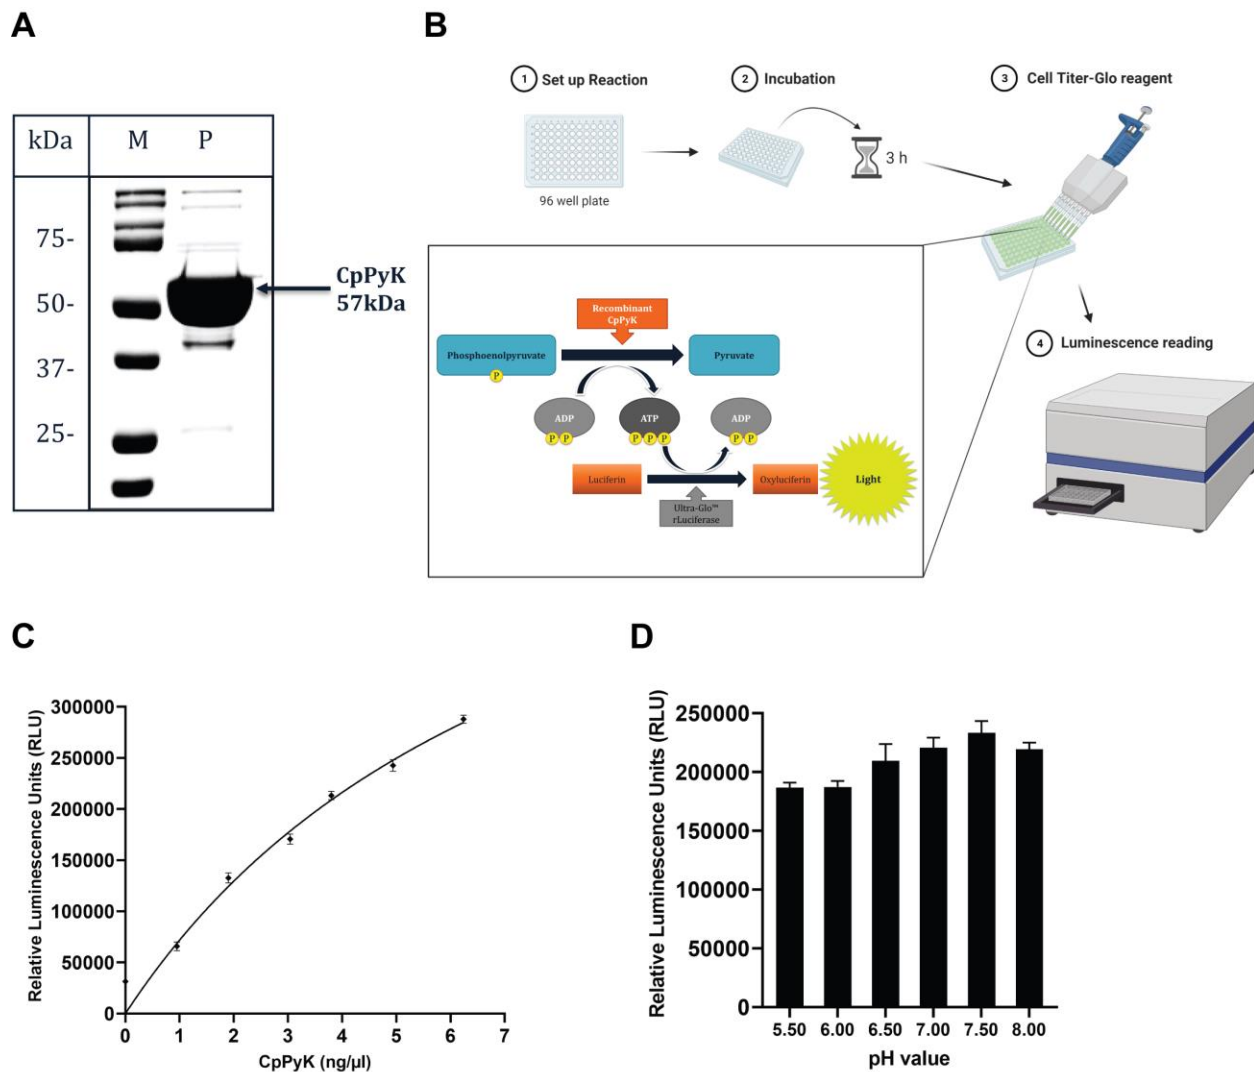 A
kDa
M
P
75-
50-
37-
25-
CpPyK
57kDa
B
1 Set up Reaction
2 Incubation
3 Cell Titer-Glo reagent
96 well plate
3 h
Recombinant
CpPyK
Phosphoenolpyruvate
P
Pyruvate
ADP
P P
ATP
P P P
ADP
P P
Luciferin
Oxyluciferin
Light
Ultra-Glo™
rLuciferase
4 Luminescence reading
C
Relative Luminescence Units (RLU)
300000
250000
200000
150000
100000
50000
0
0 1 2 3 4 5 6 7
CpPyK (ng/µl)
D
Relative Luminescence Units (RLU)
250000
200000
150000
100000
50000
0
5.50 6.00 6.50 7.00 7.50 8.00
pH value